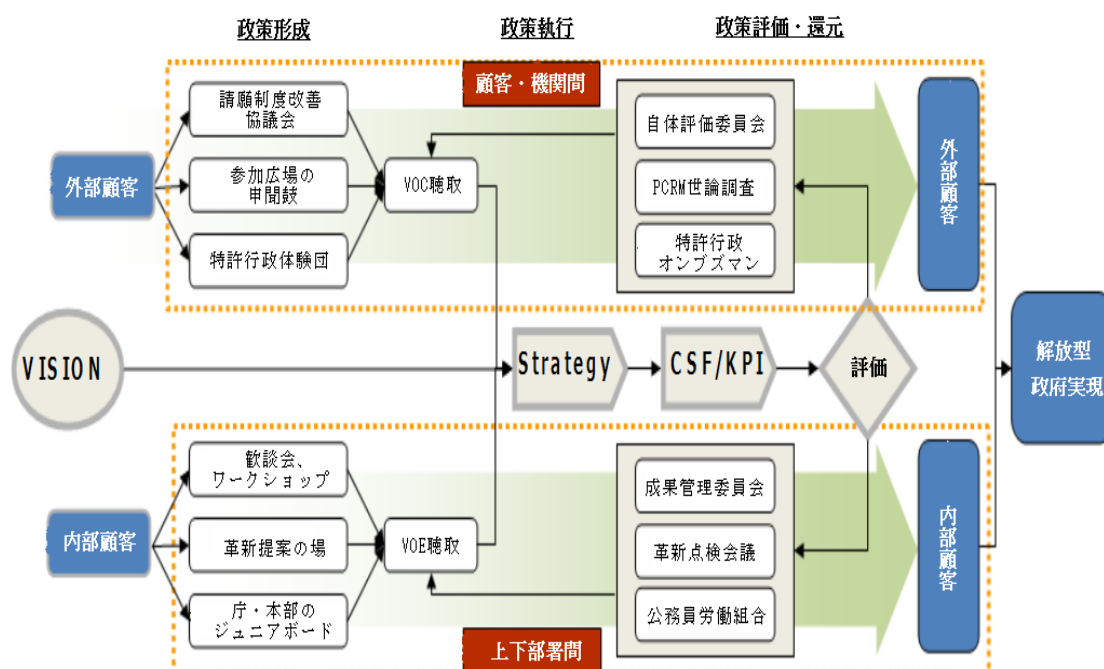 政策形成
政策執行
政策評価・還元
顧客・機関間
請願制度改善
協議会
参加広場の
申聞鼓
特許行政体験団
外部顧客
VOC聴取
自体評価委員会
PCRM世論調査
特許行政
オンブズマン
外部顧客
VISION
Strategy
CSF/KPI
評価
解放型
政府実現
歓談会、
ワークショップ
革新提案の場
庁・本部の
ジュニアボード
内部顧客
VOE聴取
成果管理委員会
革新点検会議
公務員労働組合
内部顧客
上下部署間